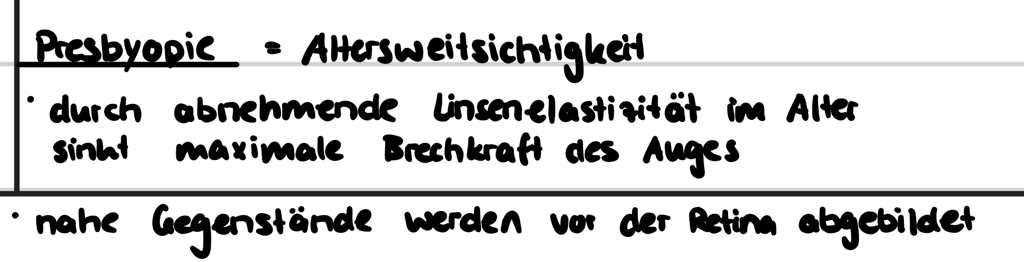 Presbyopie = Altersweitsichtigkeit
· durch abnehmende Linsenelastizität im Alter
sinkt maximale Brechkraft des Auges
· nahe Gegenstände werden vor der Retina abgebildet